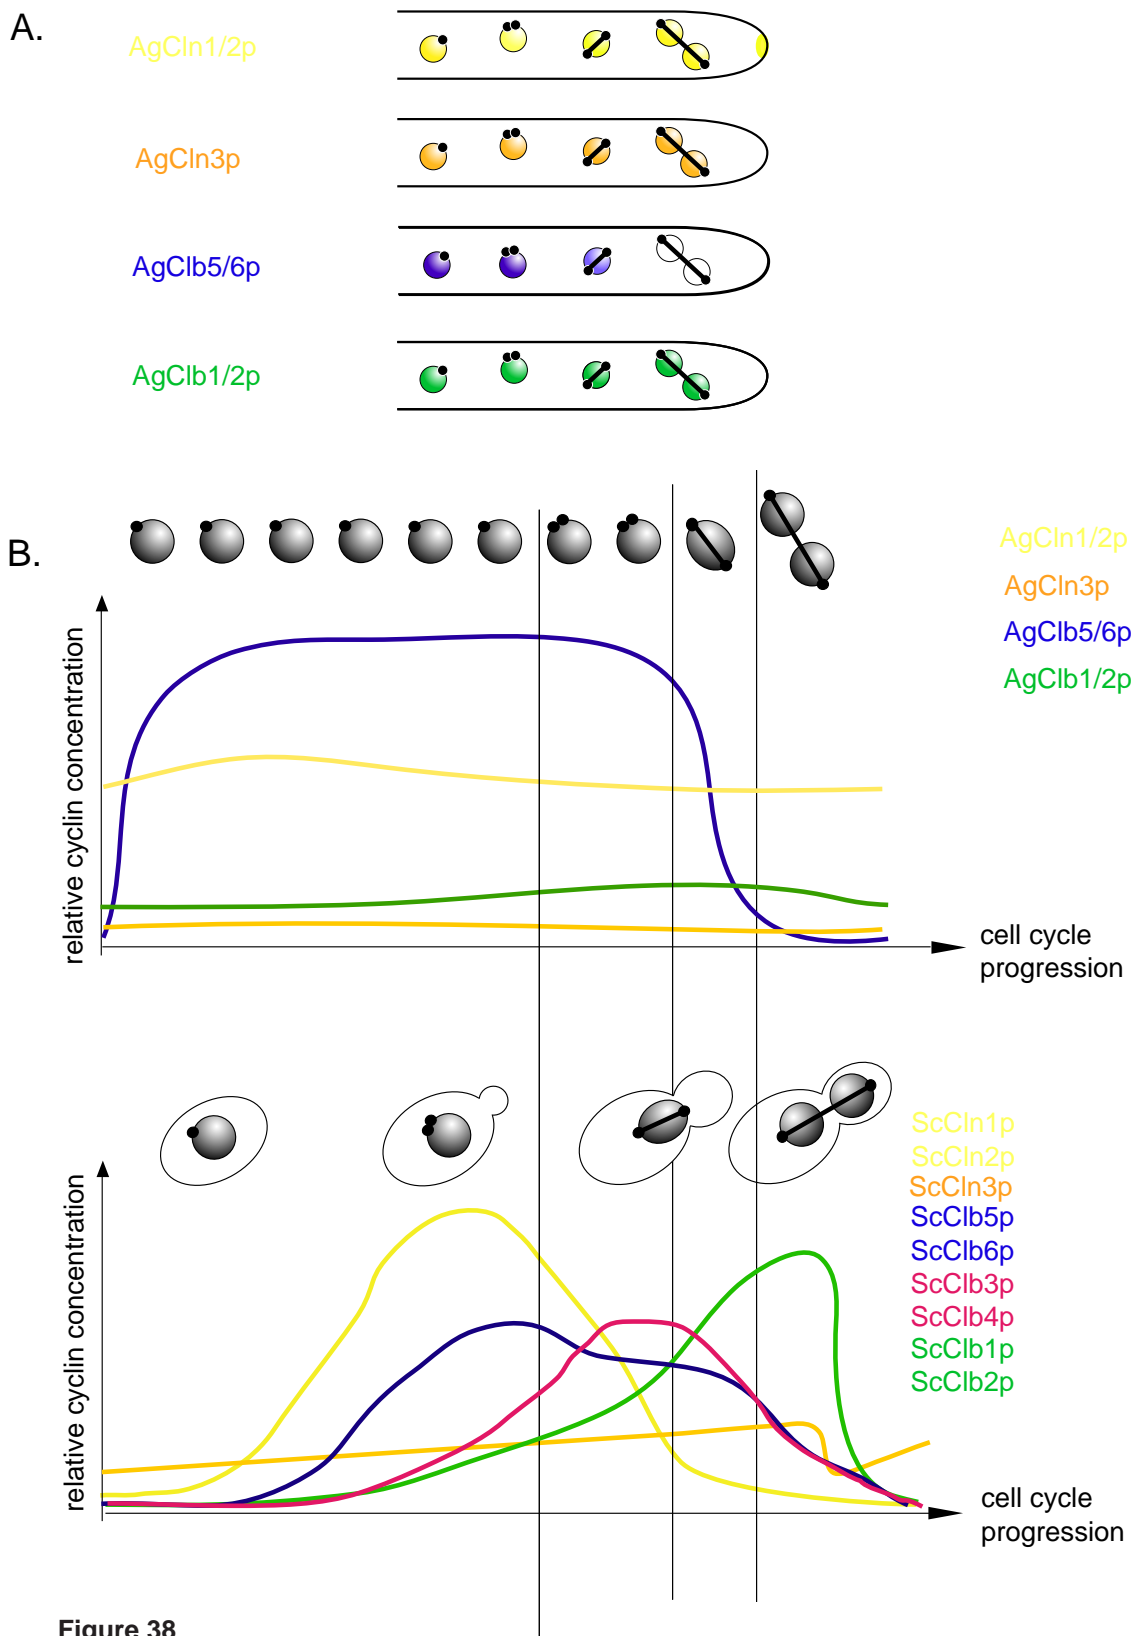 A.
AgCln1/2p
AgCln3p
AgClb5/6p
AgClb1/2p
B.
AgCln1/2p
AgCln3p
AgClb5/6p
AgClb1/2p
relative cyclin concentration
cell cycle
progression
ScCln1p
ScCln2p
ScCln3p
ScClb5p
ScClb6p
ScClb3p
ScClb4p
ScClb1p
ScClb2p
relative cyclin concentration
cell cycle
progression
Figure 38